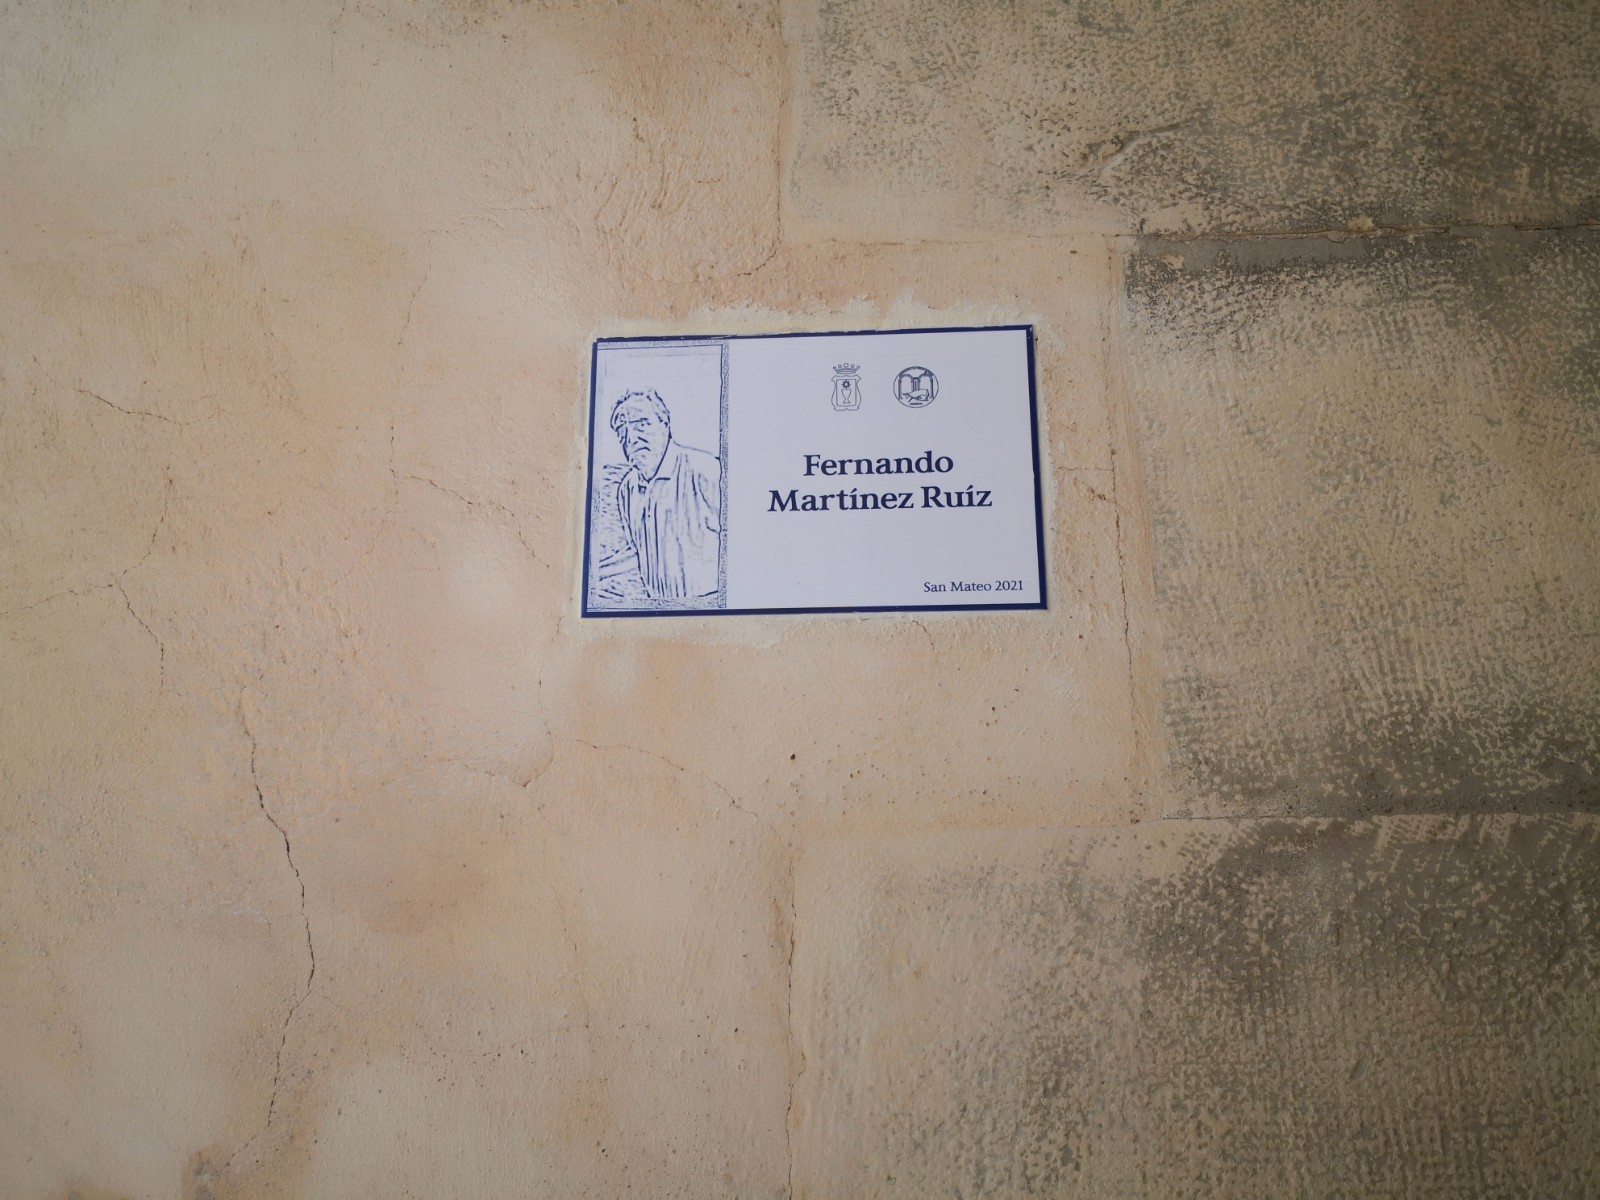 Fernando
Martínez Ruíz
San Mateo 2021